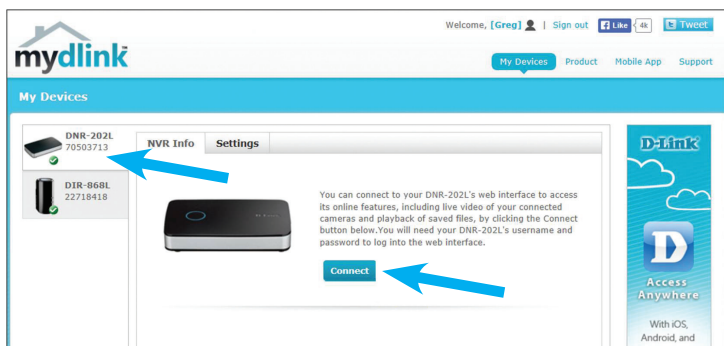 Welcome, [Greg] | Sign out Like 4k Tweet
mydlink
My Devices Product Mobile App Support
My Devices
DNR-202L
70503713
DIR-868L
22718418
NVR Info Settings
D-Link
You can connect to your DNR-202L's web interface to access
its online features, including live video of your connected
cameras and playback of saved files, by clicking the Connect
button below.You will need your DNR-202L's username and
password to log into the web interface.
Connect
D-Link
D
Access
Anywhere
With iOS,
Android, and